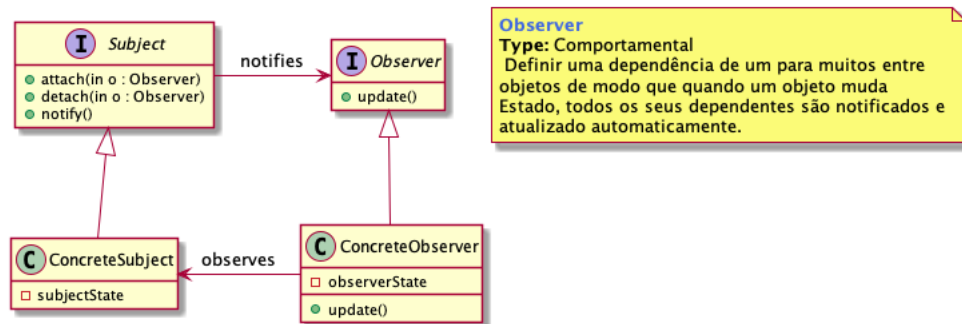 I Subject
attach(in o : Observer)
detach(in o : Observer)
notify()
notifies
I Observer
update()
C ConcreteSubject
subjectState
observes
C ConcreteObserver
observerState
update()
Observer
Type: Comportamental
Definir uma dependência de um para muitos entre
objetos de modo que quando um objeto muda
Estado, todos os seus dependentes são notificados e
atualizado automaticamente.